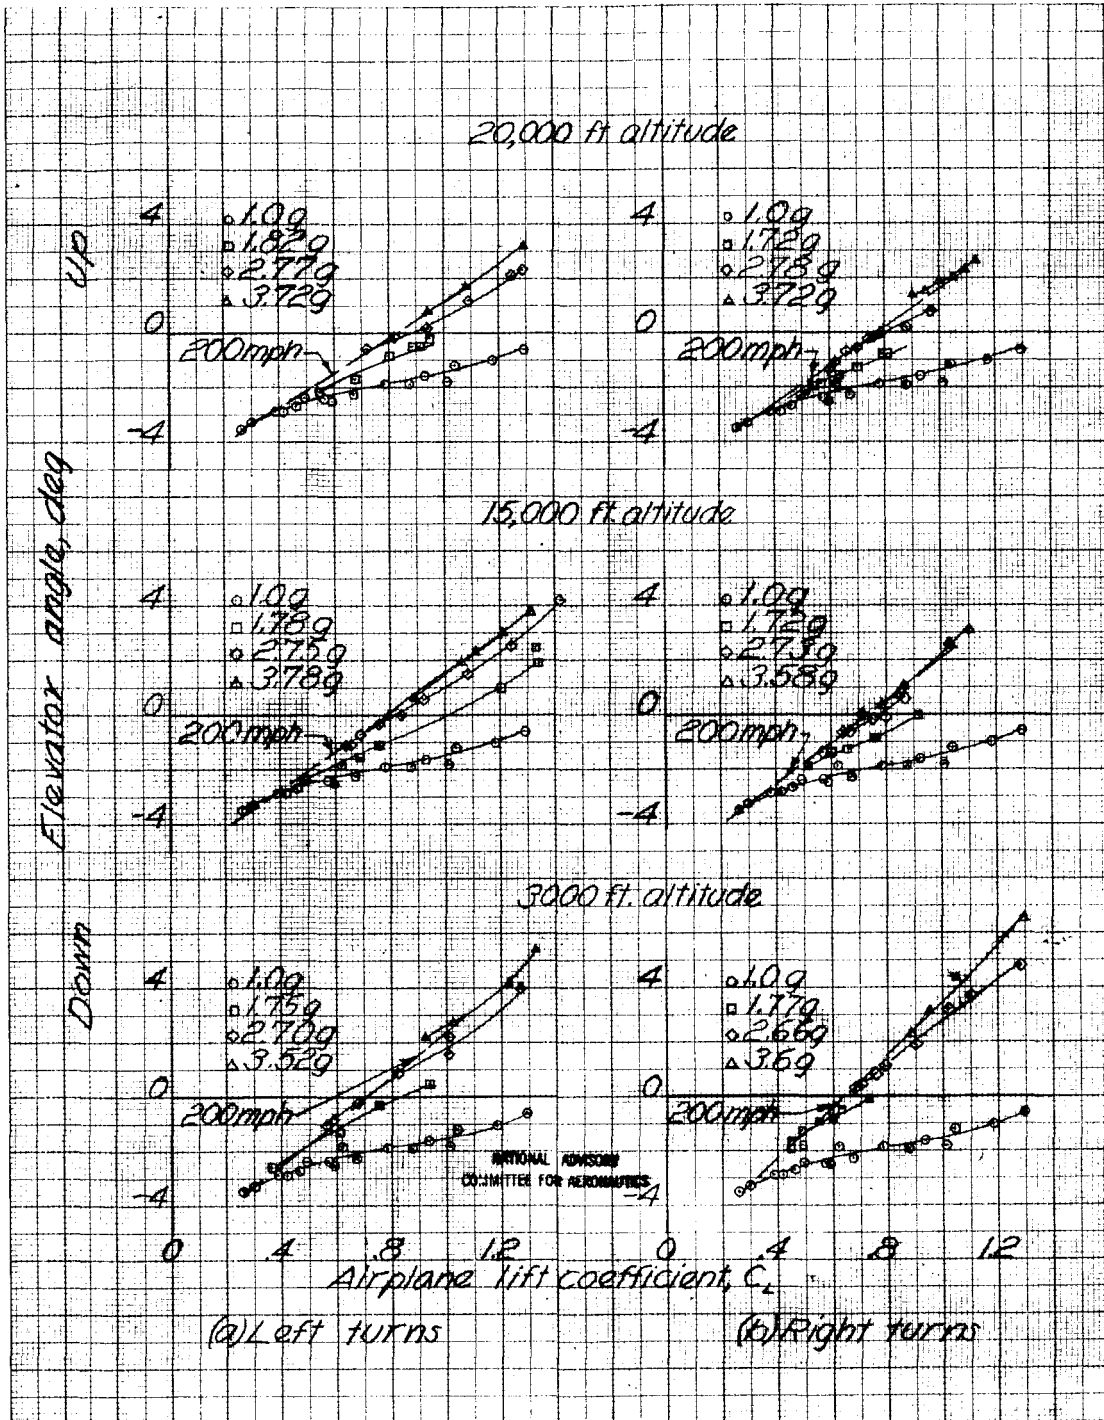 20,000 ft altitude
Up
4
0
-4
1.0g
1.82g
2.77g
3.72g
200mph
4
0
-4
1.0g
1.72g
2.78g
3.72g
200mph
Elevator angle, deg
15,000 ft. altitude
4
0
-4
1.0g
1.78g
2.75g
3.78g
200mph
4
0
-4
1.0g
1.72g
2.73g
3.58g
200mph
Down
3000 ft. altitude
4
0
-4
1.0g
1.75g
2.70g
3.52g
200mph
4
0
-4
1.0g
1.77g
2.66g
3.6g
200mph
NATIONAL ADVISORY
COMMITTEE FOR AERONAUTICS
0 .4 .8 1.2
0 .4 .8 1.2
Airplane lift coefficient, C_L
(a) Left turns
(b) Right turns